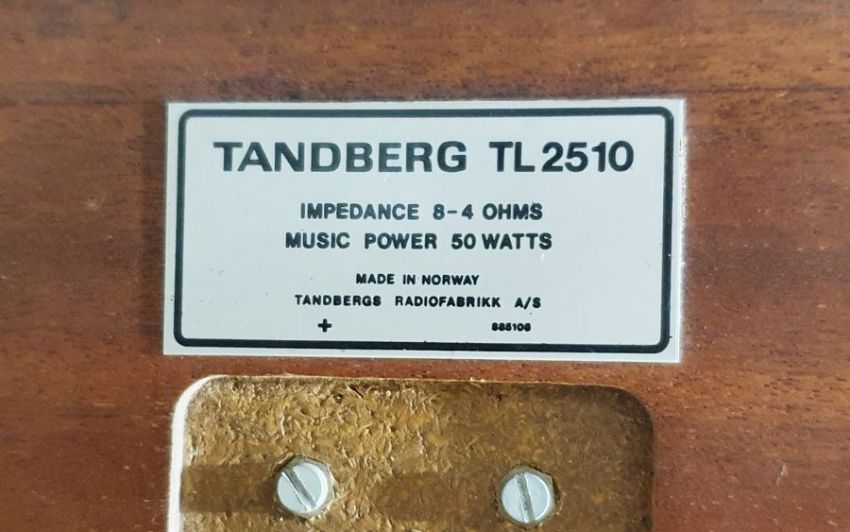 TANDBERG TL2510
IMPEDANCE 8-4 OHMS
MUSIC POWER 50 WATTS
MADE IN NORWAY
TANDBERGS RADIOFABRIKK A/S
+ 885106